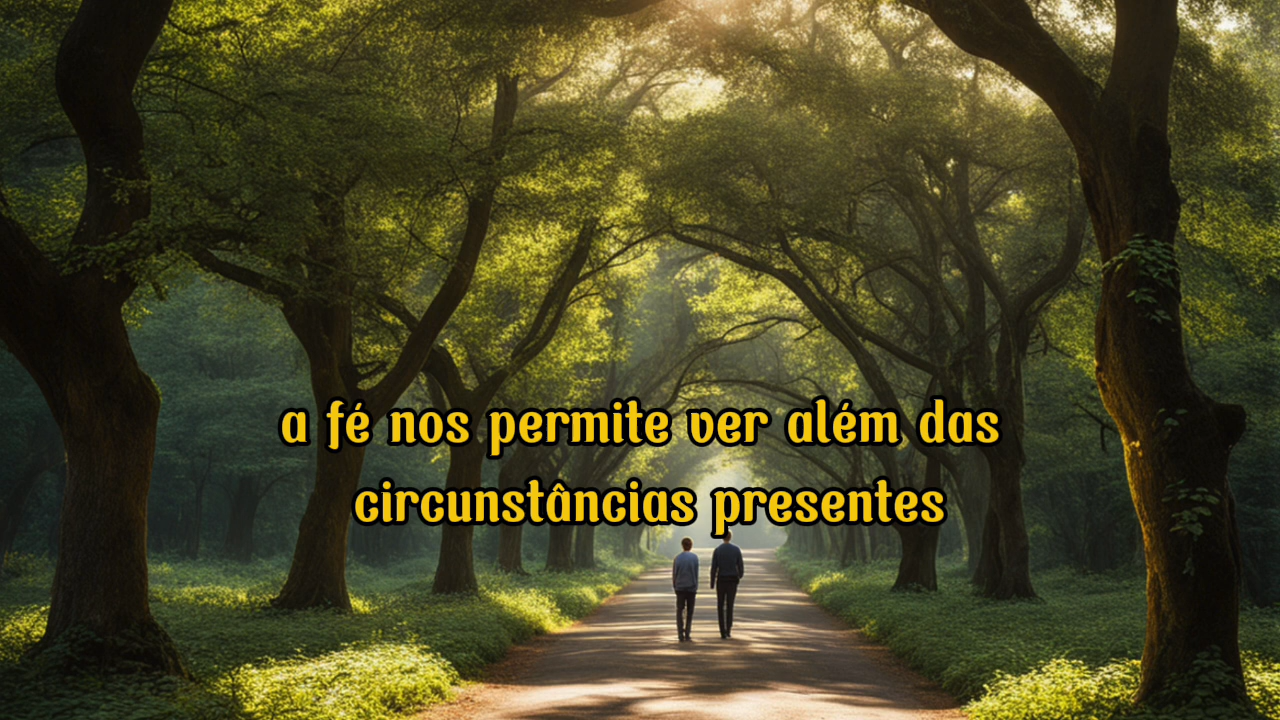 a fé nos permite ver além das
circunstâncias presentes